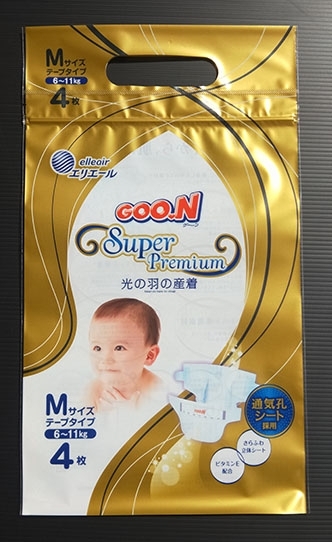 Mサイズ
テープタイプ
6~11kg
4枚
elleair
エリエール
GOO.N
グーン
Super
Premium
光の羽の産着
Mサイズ
テープタイプ
6~11kg
4枚
GOO.N
通気孔
シート
採用
さらふわ
立体シート
ビタミンE
配合